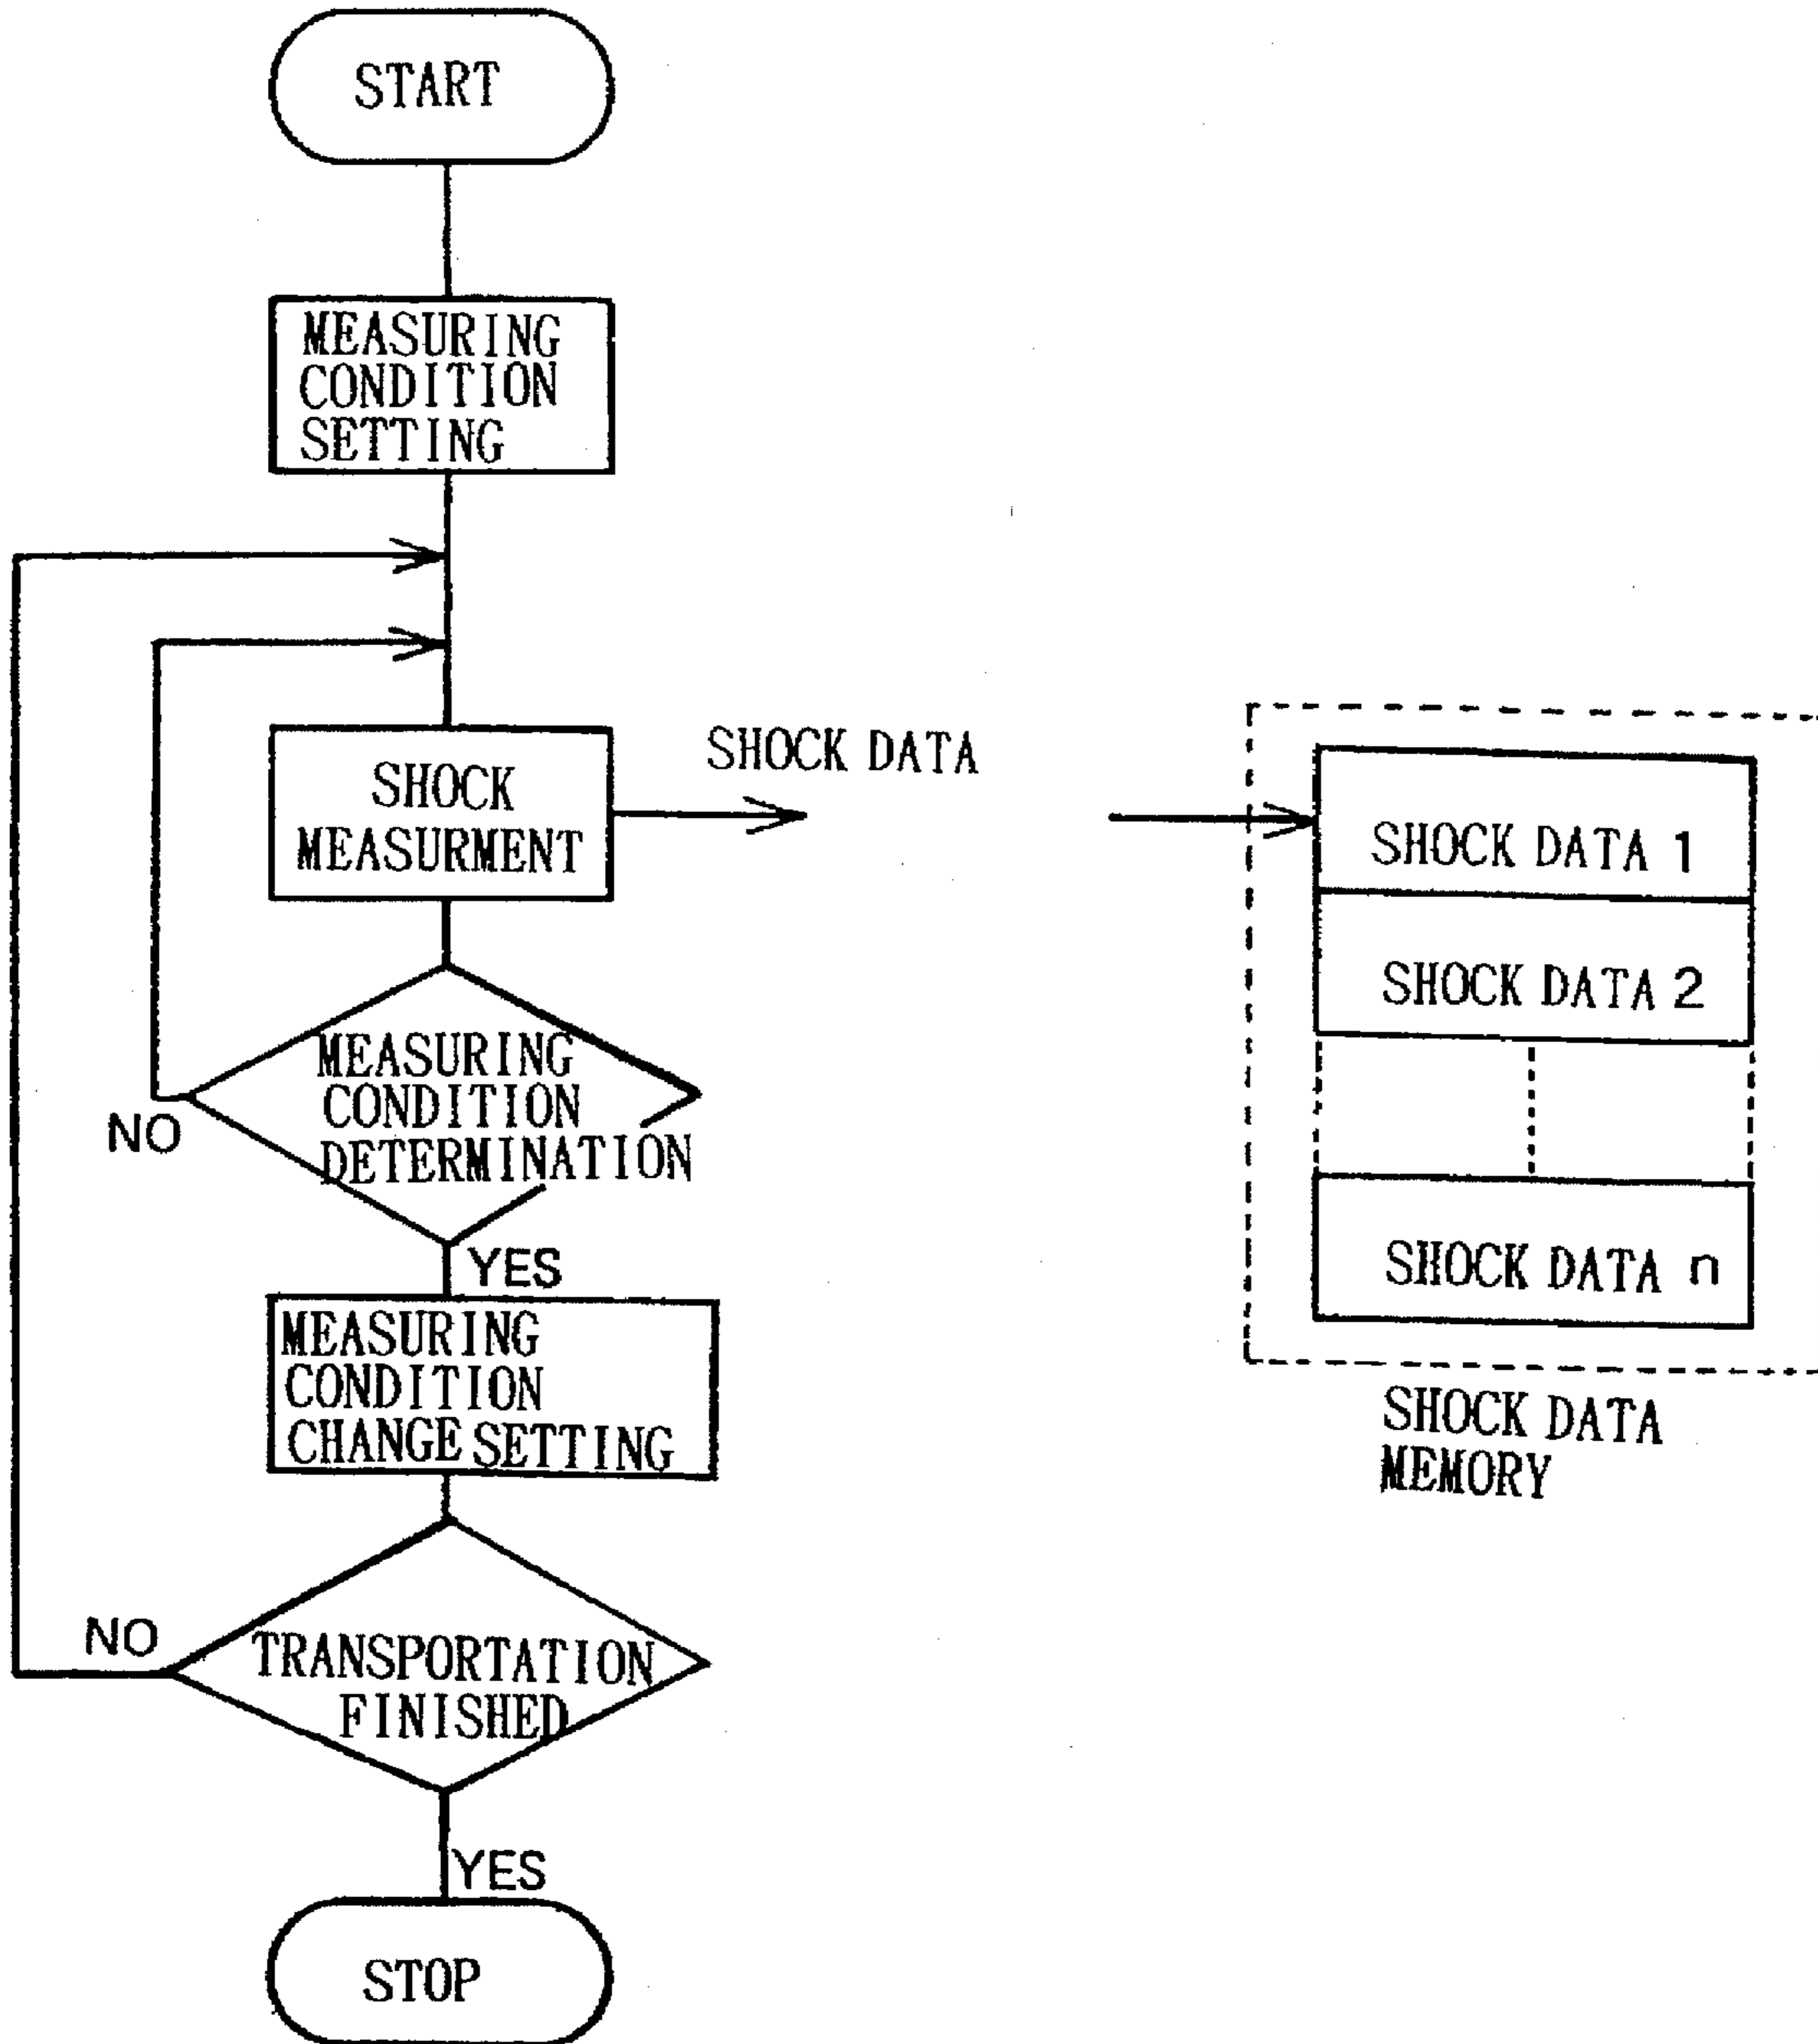 START
MEASURING
CONDITION
SETTING
SHOCK
MEASURMENT
SHOCK DATA
MEASURING
CONDITION
DETERMINATION
NO
YES
MEASURING
CONDITION
CHANGE SETTING
TRANSPORTATION
FINISHED
NO
YES
STOP
SHOCK DATA 1
SHOCK DATA 2
SHOCK DATA n
SHOCK DATA
MEMORY